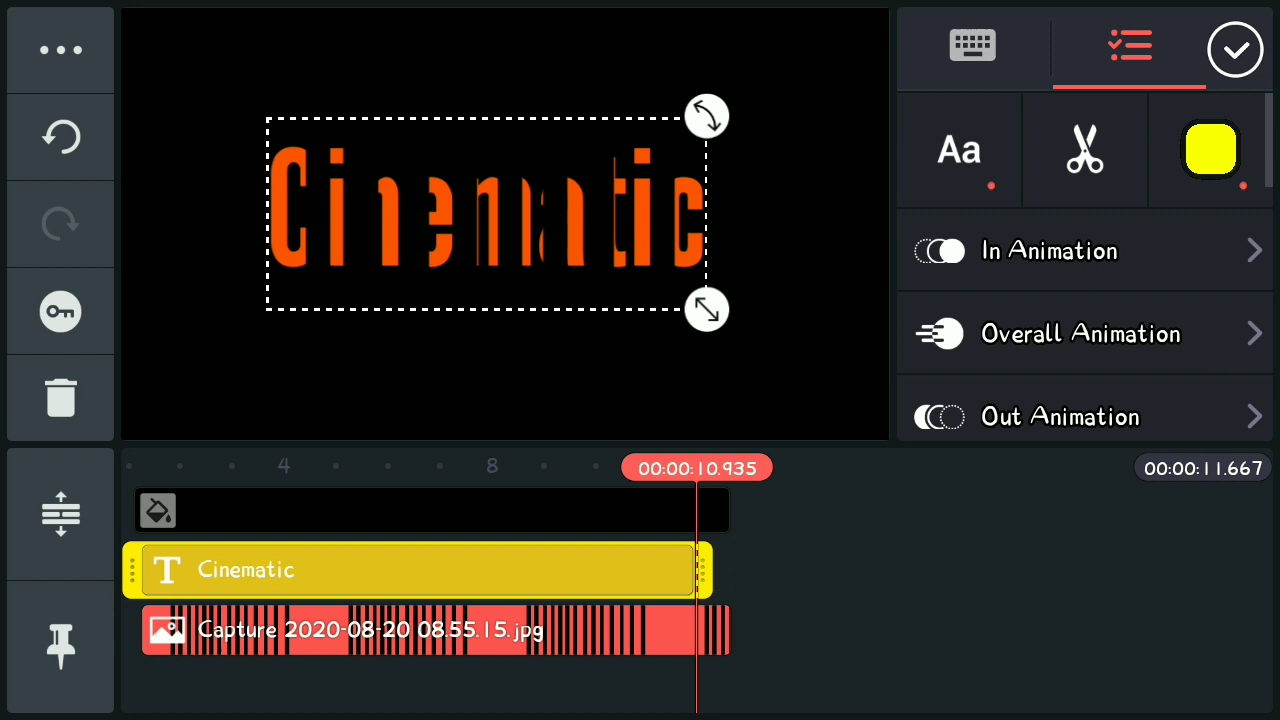 Cinematic
Aa
In Animation
Overall Animation
Out Animation
4
8
00:00:10.935
00:00:11.667
T Cinematic
Capture 2020-08-20 08.55.15.jpg